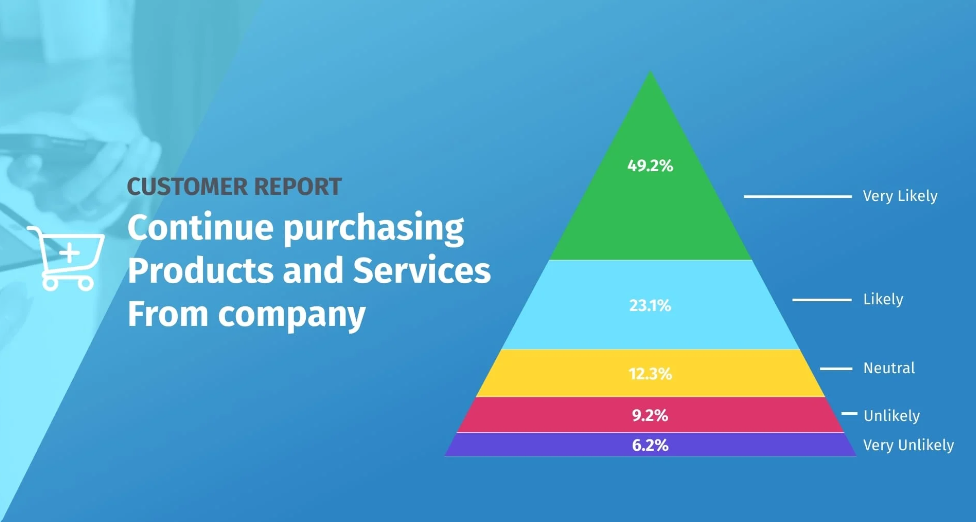 CUSTOMER REPORT
Continue purchasing
Products and Services
From company
49.2%
Very Likely
23.1%
Likely
12.3%
Neutral
9.2%
Unlikely
6.2%
Very Unlikely